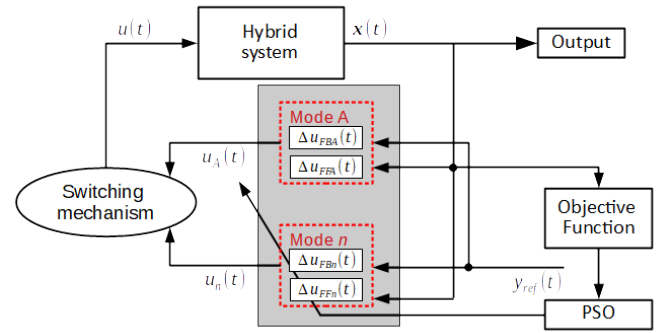 u(t)
Hybrid
system
x(t)
Output
Mode A
Δu_FBA(t)
Δu_FFA(t)
u_A(t)
Switching
mechanism
Objective
Function
Mode n
Δu_FBn(t)
Δu_FFn(t)
u_n(t)
y_ref(t)
PSO